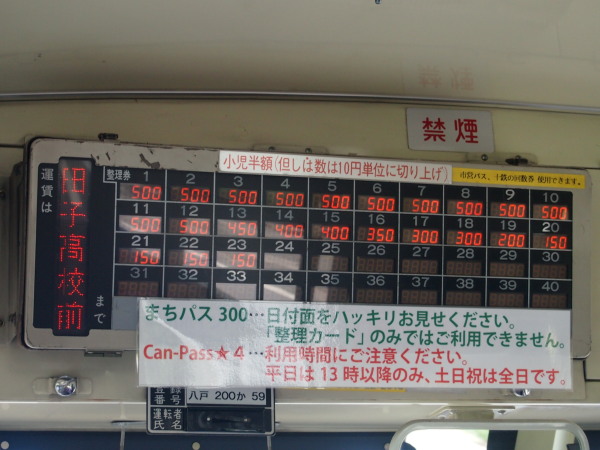 禁煙
小児半額(但しは数は10円単位に切り上げ)
市営バス、十鉄の回数券 使用できます。
運賃は
田子高校前
まで
整理券 1 2 3 4 5 6 7 8 9 10
500 500 500 500 500 500 500 500 500 500
11 12 13 14 15 16 17 18 19 20
500 500 450 400 400 350 300 300 200 150
21 22 23 24 25 26 27 28 29 30
150 150 150
31 32 33 34 35 36 37 38 39 40
まちパス 300…日付面をハッキリお見せください。
「整理カード」のみではご利用できません。
Can-Pass★4…利用時間にご注意ください。
平日は 13 時以降のみ、土日祝は全日です。
番号
八戸 200か 59
運転者
氏名